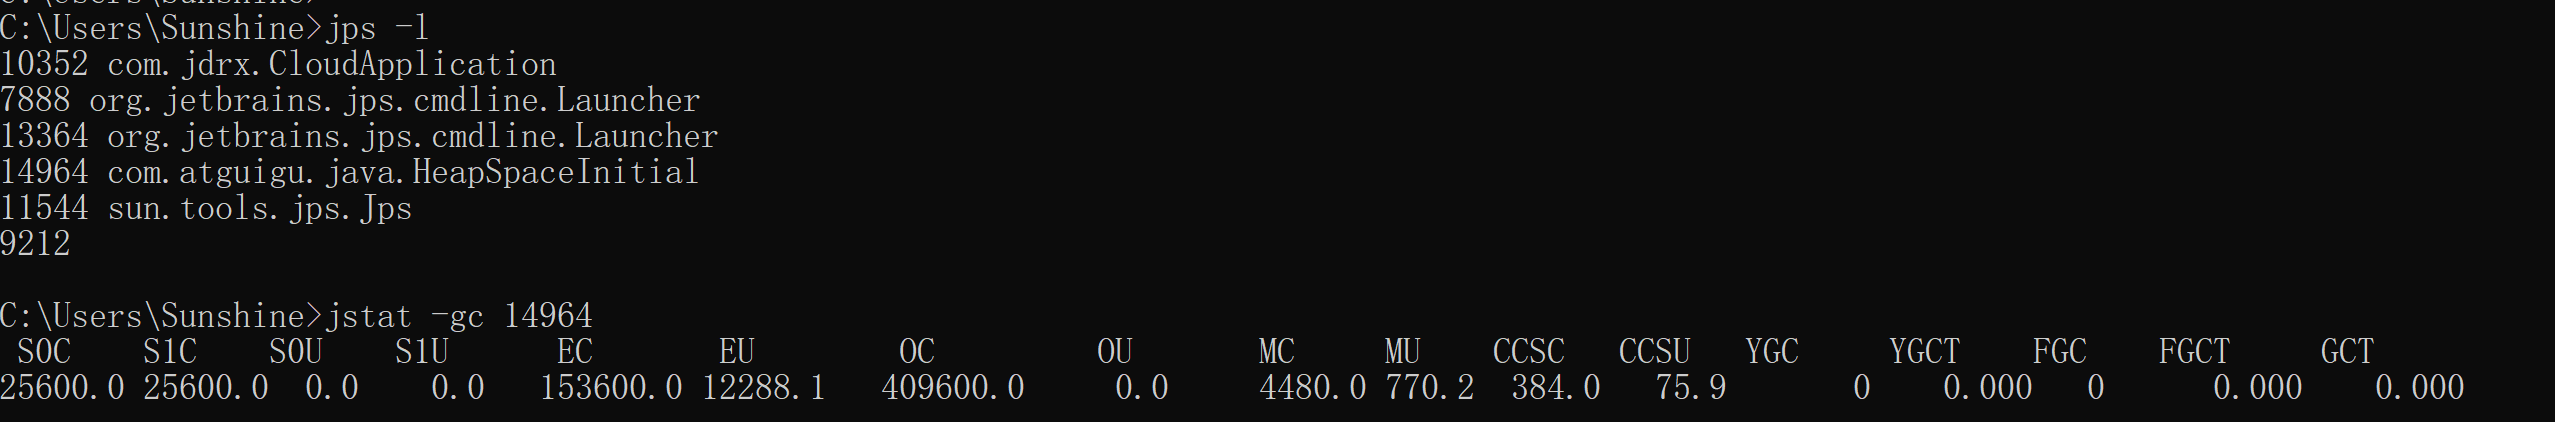 C:\Users\Sunshine>jps -l
10352 com.jdrx.CloudApplication
7888 org.jetbrains.jps.cmdline.Launcher
13364 org.jetbrains.jps.cmdline.Launcher
14964 com.atguigu.java.HeapSpaceInitial
11544 sun.tools.jps.Jps
9212
C:\Users\Sunshine>jstat -gc 14964
S0C S1C S0U S1U EC EU OC OU MC MU CCSC CCSU YGC YGCT FGC FGCT GCT
25600.0 25600.0 0.0 0.0 153600.0 12288.1 409600.0 0.0 4480.0 770.2 384.0 75.9 0 0.000 0 0.000 0.000